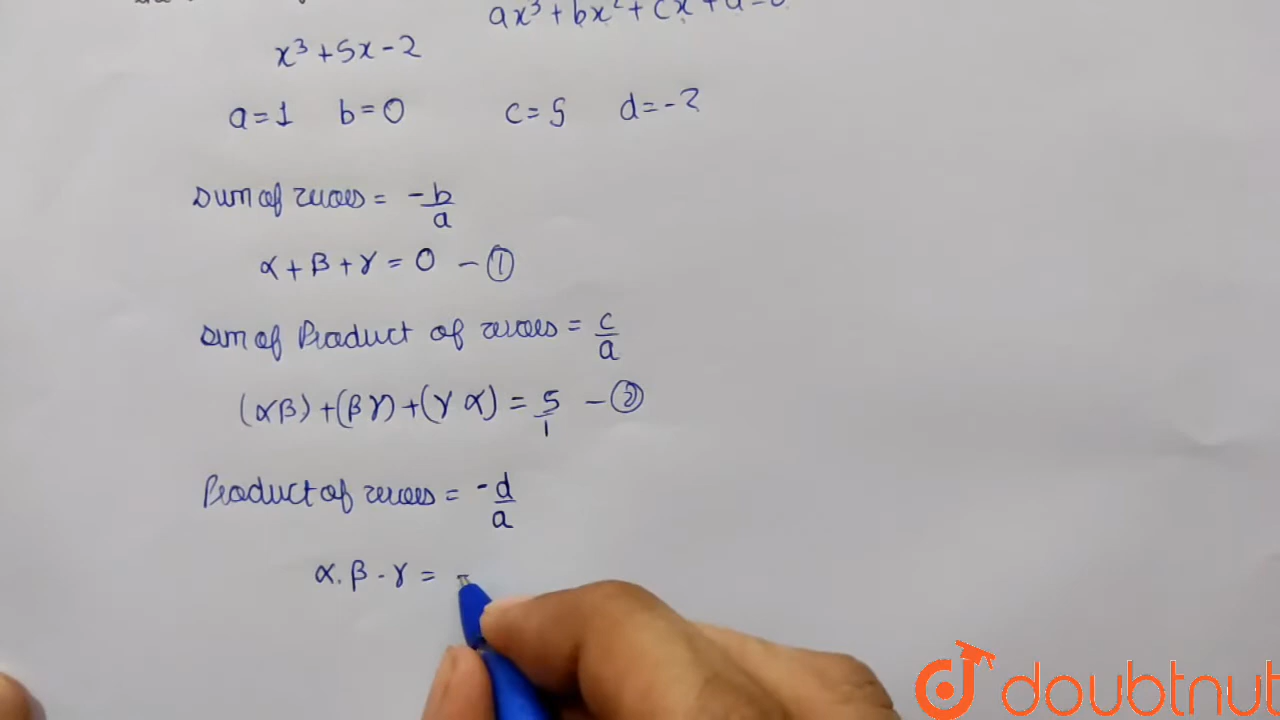 ax³ + bx² + cx + d = 0
x³ + 5x - 2
a = 1 b = 0 c = 5 d = - 2
Sum of zeroes = -b/a
α + β + γ = 0 - ①
Sum of Product of zeroes = c/a
(αβ) + (βγ) + (γ α) = 5/1 - ②
Product of zeroes = -d/a
α . β . γ =
doubtnut